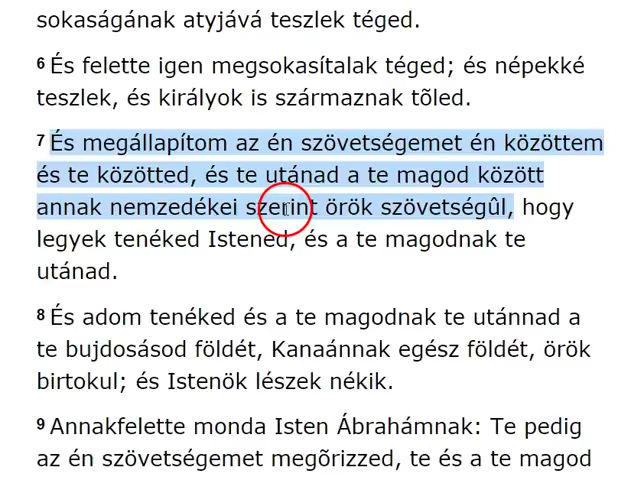 sokaságának atyjává teszlek téged.
6 És felette igen megsokasítalak téged; és népekké
teszlek, és királyok is származnak tõled.
7 És megállapítom az én szövetségemet én közöttem
és te közötted, és te utánad a te magod között
annak nemzedékei szerint örök szövetségûl, hogy
legyek tenéked Istened, és a te magodnak te
utánad.
8 És adom tenéked és a te magodnak te utánnad a
te bujdosásod földét, Kanaánnak egész földét, örök
birtokul; és Istenök lészek nékik.
9 Annakfelette monda Isten Ábrahámnak: Te pedig
az én szövetségemet megõrizzed, te és a te magod